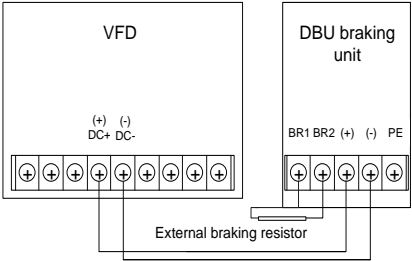 VFD
(+) (-)
DC+ DC-
DBU braking
unit
BR1 BR2 (+) (-) PE
External braking resistor